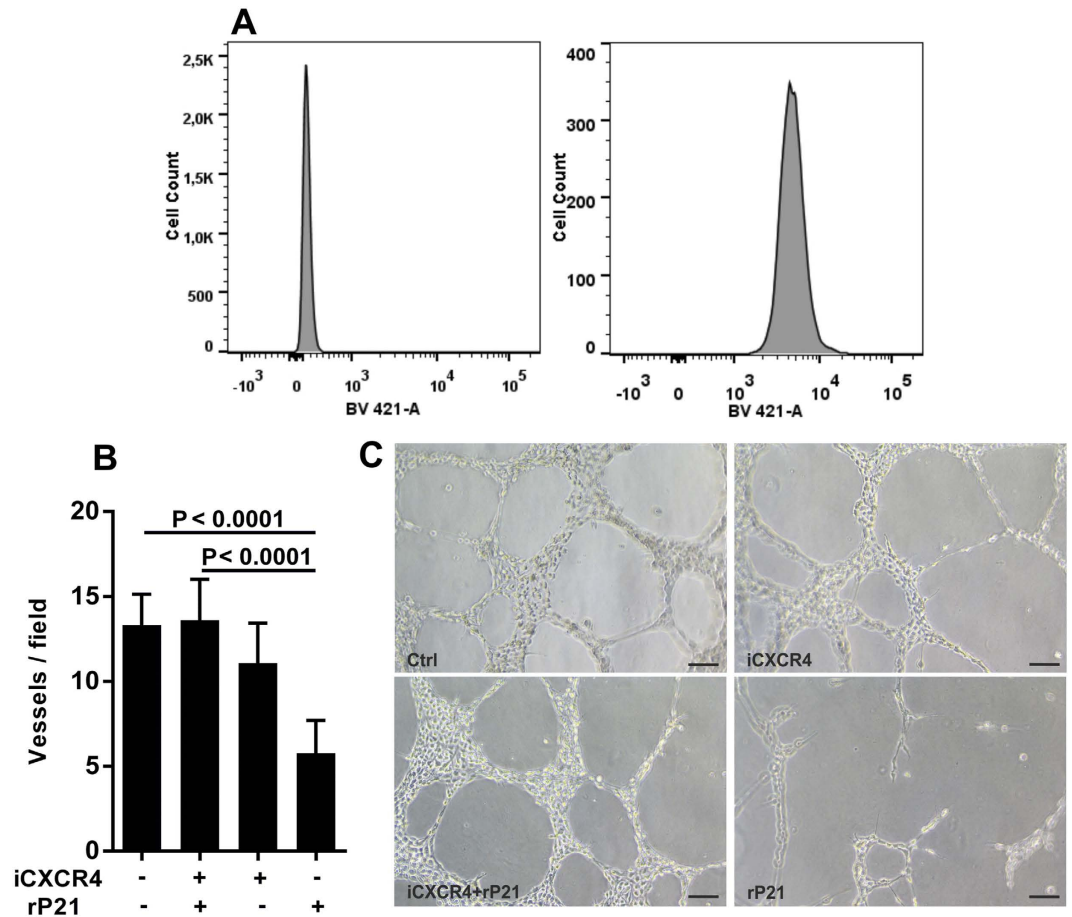 A
2,5K
2,0K
1,5K
1,0K
500
0
Cell Count
-10³ 0 10³ 10⁴ 10⁵
BV 421-A
400
300
200
100
0
Cell Count
-10³ 0 10³ 10⁴ 10⁵
BV 421-A
B
20
15
10
5
0
Vessels / field
P < 0.0001
P < 0.0001
iCXCR4 - + + -
rP21 - + - +
C
Ctrl
iCXCR4
iCXCR4+rP21
rP21